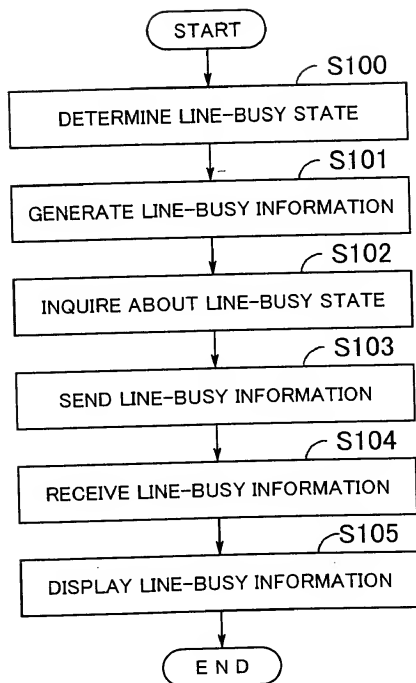 START
S100
DETERMINE LINE-BUSY STATE
S101
GENERATE LINE-BUSY INFORMATION
S102
INQUIRE ABOUT LINE-BUSY STATE
S103
SEND LINE-BUSY INFORMATION
S104
RECEIVE LINE-BUSY INFORMATION
S105
DISPLAY LINE-BUSY INFORMATION
END